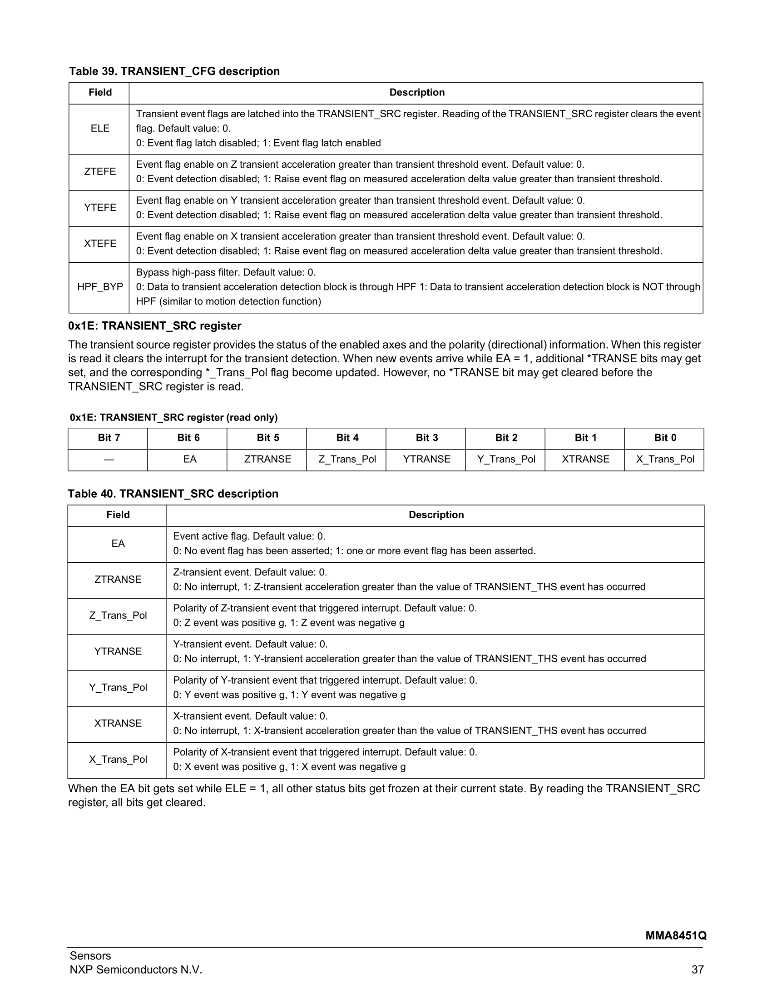 Table 39. TRANSIENT_CFG description
Field Description
ELE
Transient event flags are latched into the TRANSIENT_SRC register. Reading of the TRANSIENT_SRC register clears the event
flag. Default value: 0.
0: Event flag latch disabled; 1: Event flag latch enabled
ZTEFE
Event flag enable on Z transient acceleration greater than transient threshold event. Default value: 0.
0: Event detection disabled; 1: Raise event flag on measured acceleration delta value greater than transient threshold.
YTEFE
Event flag enable on Y transient acceleration greater than transient threshold event. Default value: 0.
0: Event detection disabled; 1: Raise event flag on measured acceleration delta value greater than transient threshold.
XTEFE
Event flag enable on X transient acceleration greater than transient threshold event. Default value: 0.
0: Event detection disabled; 1: Raise event flag on measured acceleration delta value greater than transient threshold.
HPF_BYP
Bypass high-pass filter. Default value: 0.
0: Data to transient acceleration detection block is through HPF 1: Data to transient acceleration detection block is NOT through
HPF (similar to motion detection function)
0x1E: TRANSIENT_SRC register
The transient source register provides the status of the enabled axes and the polarity (directional) information. When this register
is read it clears the interrupt for the transient detection. When new events arrive while EA = 1, additional *TRANSE bits may get
set, and the corresponding *_Trans_Pol flag become updated. However, no *TRANSE bit may get cleared before the
TRANSIENT_SRC register is read.
0x1E: TRANSIENT_SRC register (read only)
Bit 7 Bit 6 Bit 5 Bit 4 Bit 3 Bit 2 Bit 1 Bit 0
— EA ZTRANSE Z_Trans_Pol YTRANSE Y_Trans_Pol XTRANSE X_Trans_Pol
Table 40. TRANSIENT_SRC description
Field Description
EA
Event active flag. Default value: 0.
0: No event flag has been asserted; 1: one or more event flag has been asserted.
ZTRANSE
Z-transient event. Default value: 0.
0: No interrupt, 1: Z-transient acceleration greater than the value of TRANSIENT_THS event has occurred
Z_Trans_Pol
Polarity of Z-transient event that triggered interrupt. Default value: 0.
0: Z event was positive g, 1: Z event was negative g
YTRANSE
Y-transient event. Default value: 0.
0: No interrupt, 1: Y-transient acceleration greater than the value of TRANSIENT_THS event has occurred
Y_Trans_Pol
Polarity of Y-transient event that triggered interrupt. Default value: 0.
0: Y event was positive g, 1: Y event was negative g
XTRANSE
X-transient event. Default value: 0.
0: No interrupt, 1: X-transient acceleration greater than the value of TRANSIENT_THS event has occurred
X_Trans_Pol
Polarity of X-transient event that triggered interrupt. Default value: 0.
0: X event was positive g, 1: X event was negative g
When the EA bit gets set while ELE = 1, all other status bits get frozen at their current state. By reading the TRANSIENT_SRC
register, all bits get cleared.
MMA8451Q
Sensors
NXP Semiconductors N.V. 37